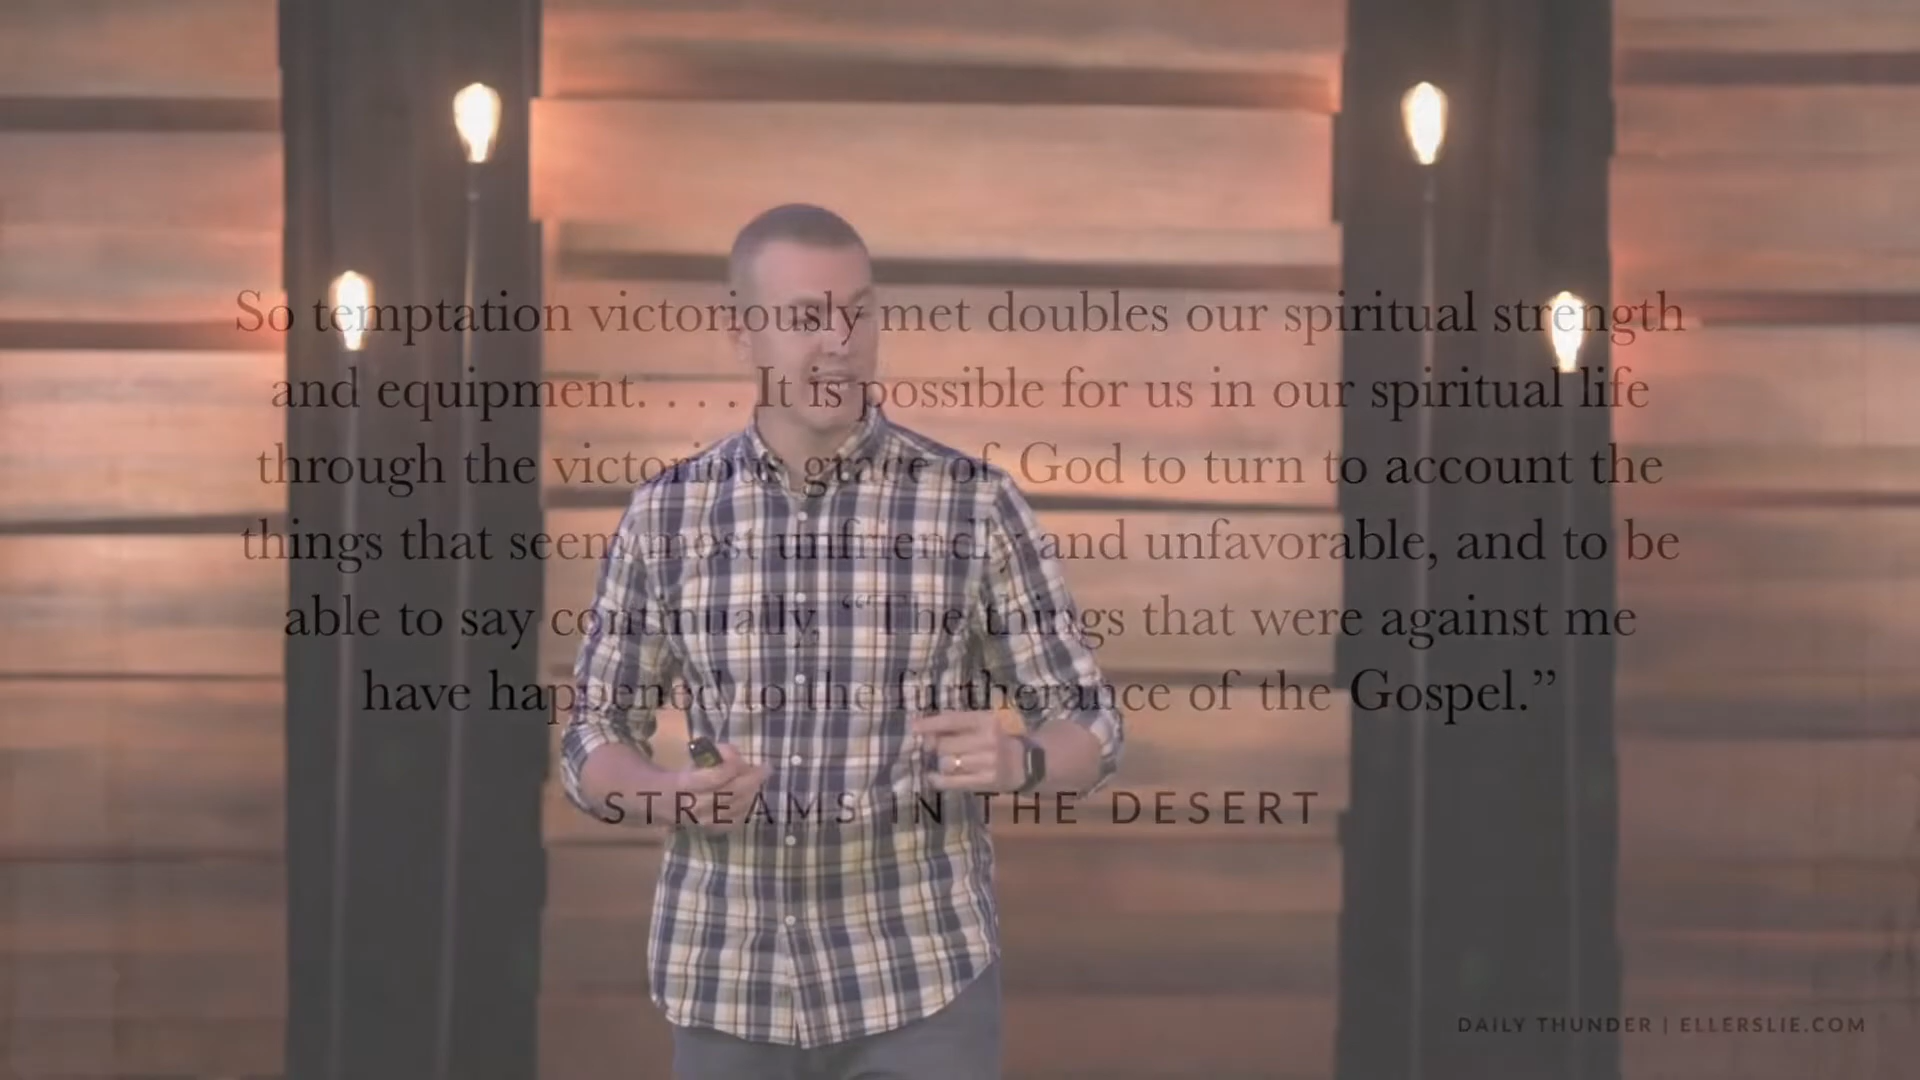 So temptation victoriously met doubles our spiritual strength
and equipment. . . . It is possible for us in our spiritual life
through the victorious grace of God to turn to account the
things that seem most unfriendly and unfavorable, and to be
able to say continually, ““The things that were against me
have happened to the furtherance of the Gospel.”
STREAMS IN THE DESERT
DAILY THUNDER | ELLERSLIE.COM